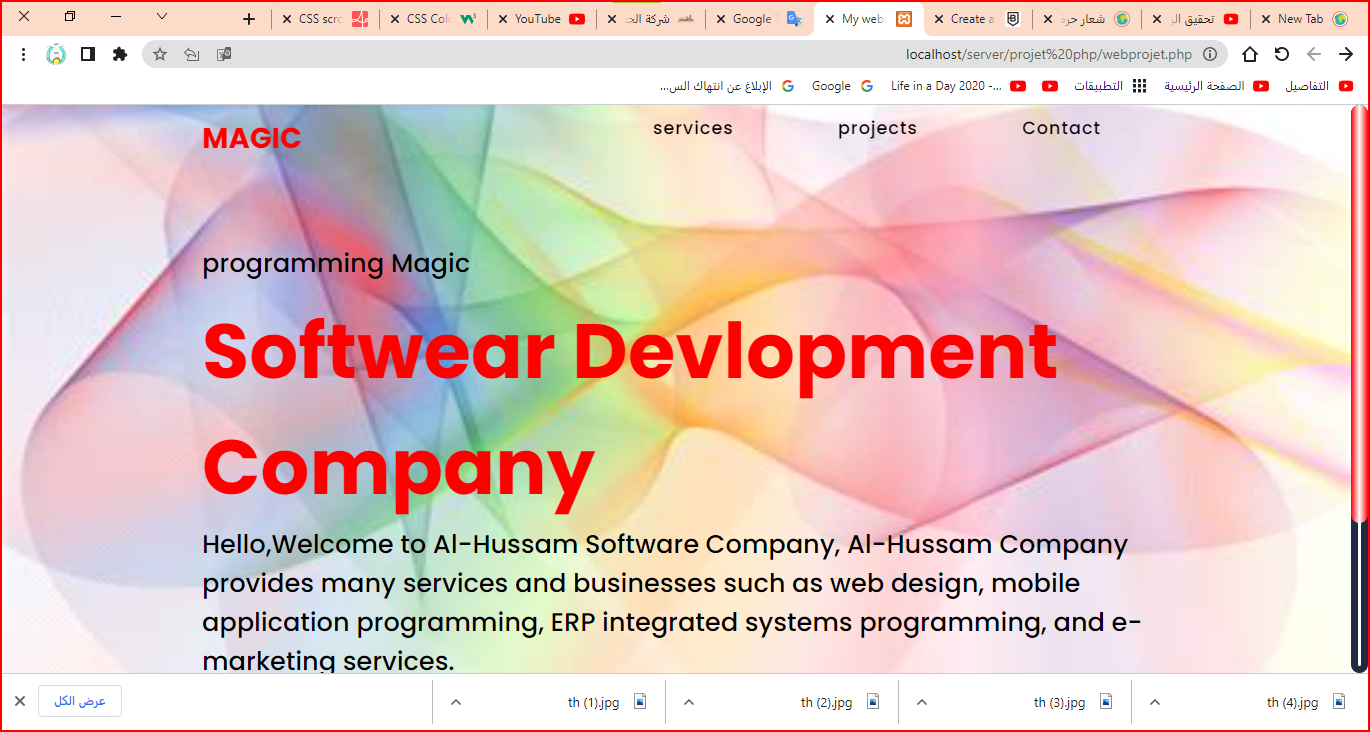 CSS scro
CSS Col
YouTube
شركة الح
Google T
My webs
Create a
شعار حرة
تحقيق الر
New Tab
localhost/server/projet%20php/webprojet.php
الإبلاغ عن انتهاك الس...
Google
Life in a Day 2020 -...
التطبيقات
الصفحة الرئيسية
التفاصيل
MAGIC
services
projects
Contact
programming Magic
Softwear Devlopment
Company
Hello,Welcome to Al-Hussam Software Company, Al-Hussam Company
provides many services and businesses such as web design, mobile
application programming, ERP integrated systems programming, and e-
marketing services.
عرض الكل
th (1).jpg
th (2).jpg
th (3).jpg
th (4).jpg